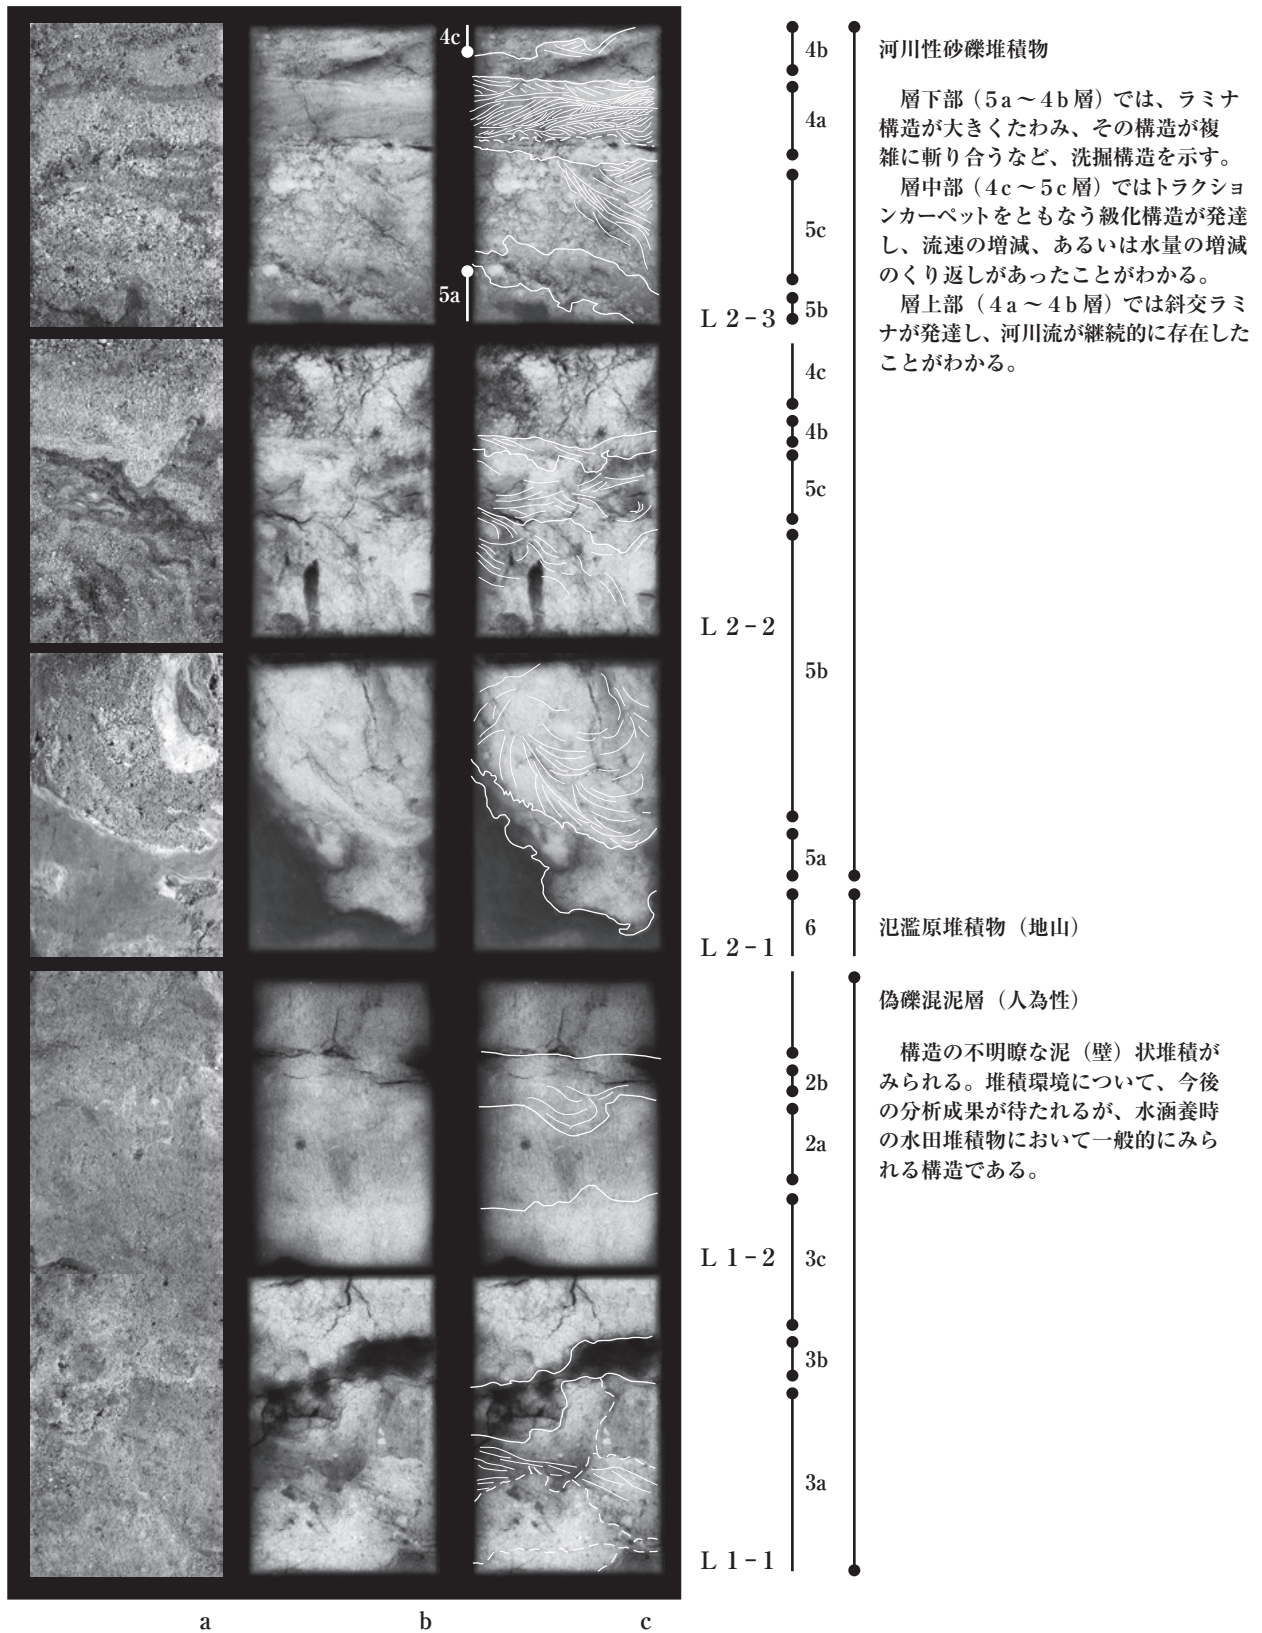 4c
5a
L 2-3
L 2-2
L 2-1
L 1-2
L 1-1
4b
4a
5c
5b
4c
4b
5c
5b
5a
6
2b
2a
3c
3b
3a
河川性砂礫堆積物
層下部（5a～4b層）では、ラミナ
構造が大きくたわみ、その構造が複
雑に斬り合うなど、洗掘構造を示す。
層中部（4c～5c層）ではトラクショ
ンカーペットをともなう級化構造が発達
し、流速の増減、あるいは水量の増減
のくり返しがあったことがわかる。
層上部（4a～4b層）では斜交ラミ
ナが発達し、河川流が継続的に存在した
ことがわかる。
氾濫原堆積物（地山）
偽礫混泥層（人為性）
構造の不明瞭な泥（壁）状堆積が
みられる。堆積環境について、今後
の分析成果が待たれるが、水涵養時
の水田堆積物において一般的にみら
れる構造である。
a
b
c